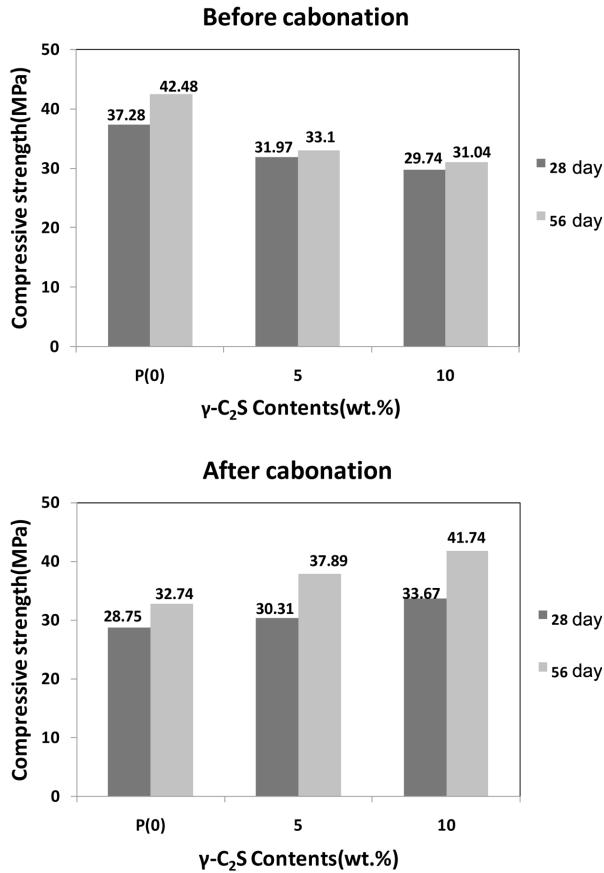 Before cabonation
Compressive strength(MPa)
50
40
30
20
10
0
37.28
42.48
31.97
33.1
29.74
31.04
28 day
56 day
P(0)
5
10
γ-C₂S Contents(wt.%)
After cabonation
Compressive strength(MPa)
50
40
30
20
10
0
28.75
32.74
30.31
37.89
33.67
41.74
28 day
56 day
P(0)
5
10
γ-C₂S Contents(wt.%)